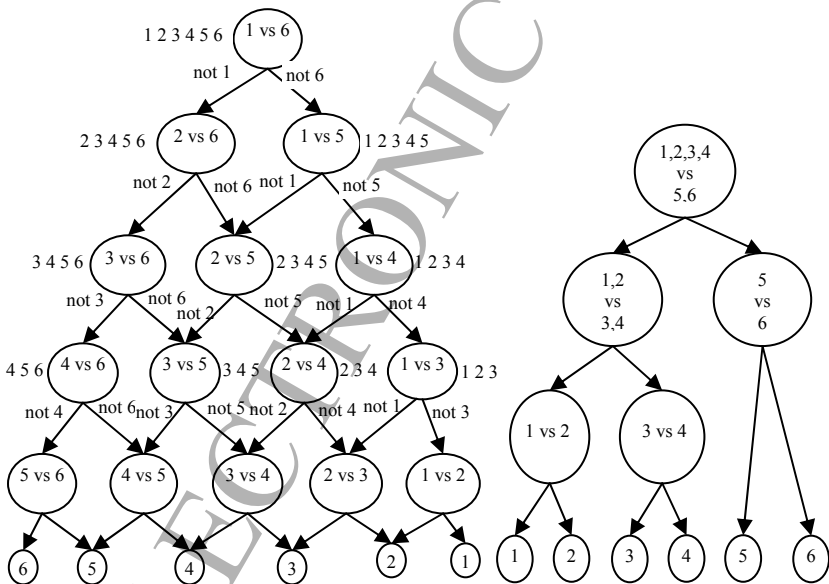 1 2 3 4 5 6 1 vs 6
not 1 not 6
2 3 4 5 6 2 vs 6 1 vs 5 1 2 3 4 5
not 2 not 6 not 1 not 5
3 4 5 6 3 vs 6 2 vs 5 2 3 4 5 1 vs 4 1 2 3 4
not 3 not 6 not 2 not 5 not 1 not 4
4 5 6 4 vs 6 3 vs 5 3 4 5 2 vs 4 2 3 4 1 vs 3 1 2 3
not 4 not 6 not 3 not 5 not 2 not 4 not 1 not 3
5 vs 6 4 vs 5 3 vs 4 2 vs 3 1 vs 2
6 5 4 3 2 1
1,2,3,4
vs
5,6
1,2
vs
3,4
5
vs
6
1 vs 2 3 vs 4
1 2 3 4 5 6
ECTRONIC